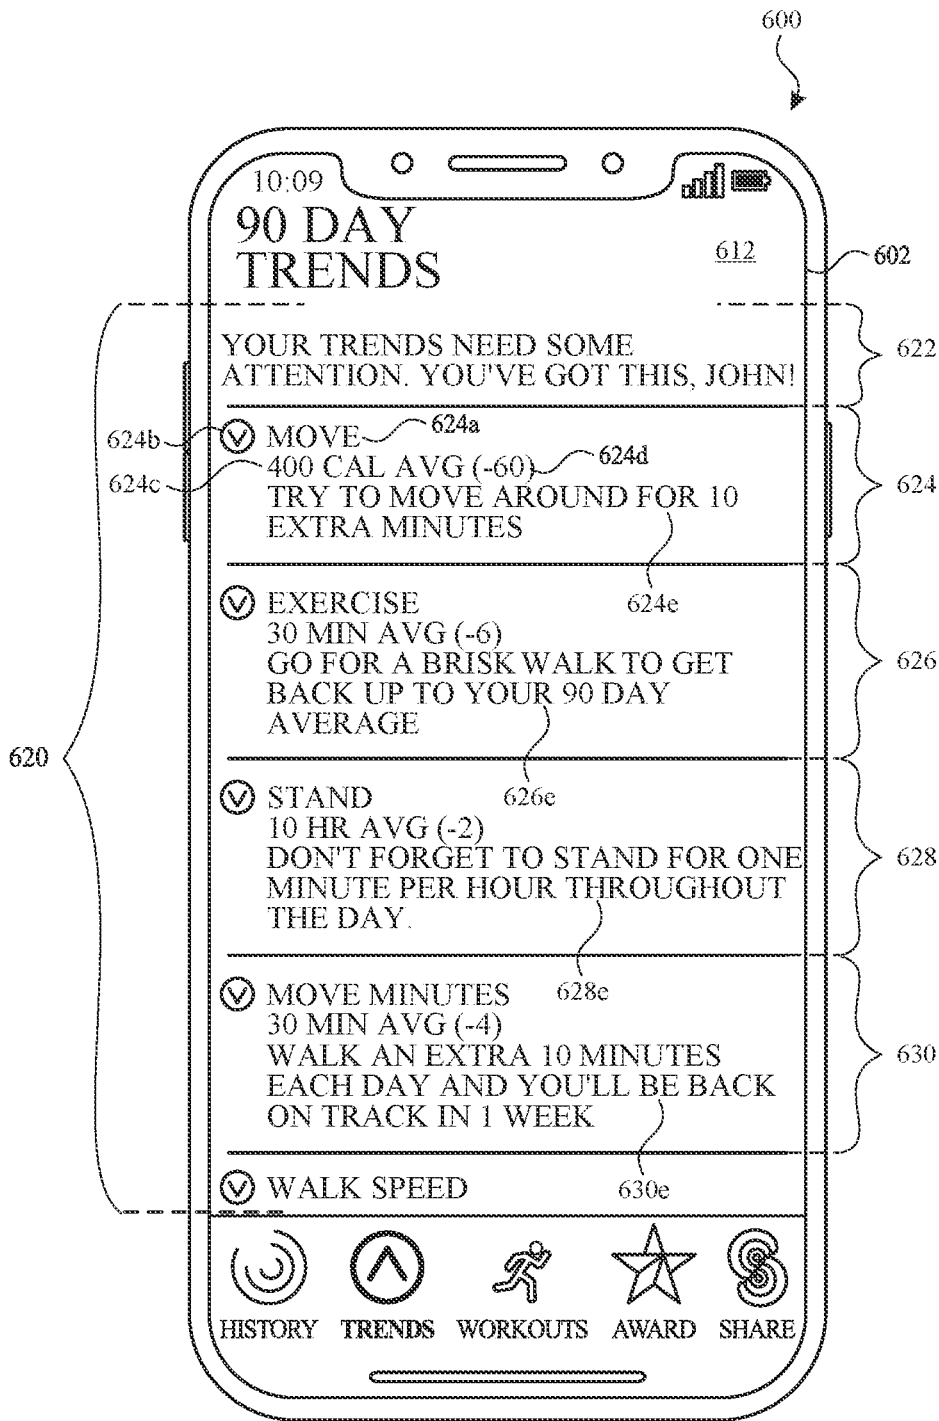 600
10:09
90 DAY
TRENDS
612
602
622
YOUR TRENDS NEED SOME
ATTENTION. YOU'VE GOT THIS, JOHN!
624b
MOVE
624a
624c
400 CAL AVG (-60)
624d
TRY TO MOVE AROUND FOR 10
EXTRA MINUTES
624
624e
EXERCISE
30 MIN AVG (-6)
GO FOR A BRISK WALK TO GET
BACK UP TO YOUR 90 DAY
AVERAGE
626
620
626e
STAND
10 HR AVG (-2)
DON'T FORGET TO STAND FOR ONE
MINUTE PER HOUR THROUGHOUT
THE DAY.
628
628e
MOVE MINUTES
30 MIN AVG (-4)
WALK AN EXTRA 10 MINUTES
EACH DAY AND YOU'LL BE BACK
ON TRACK IN 1 WEEK
630
630e
WALK SPEED
HISTORY TRENDS WORKOUTS AWARD SHARE